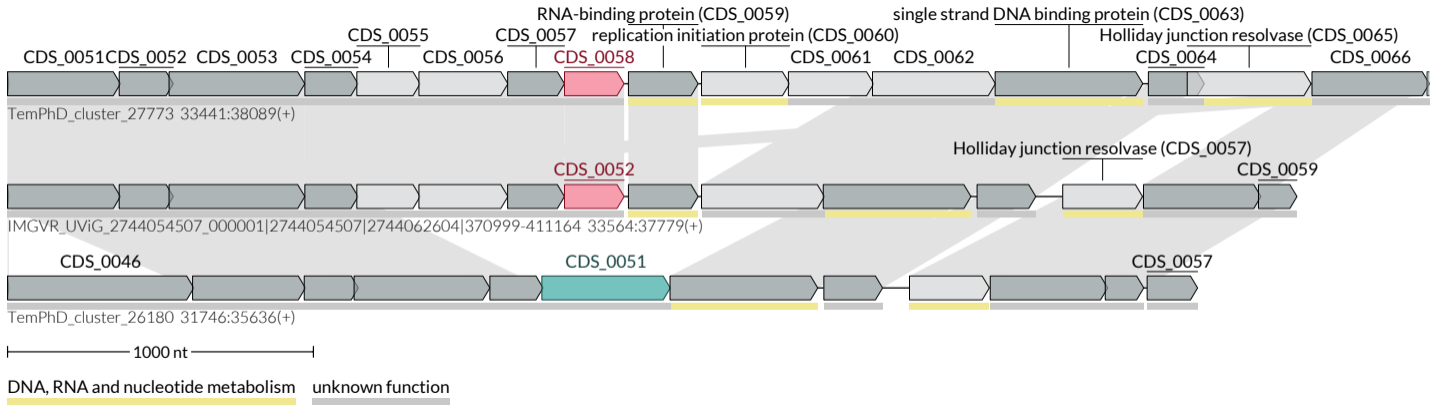 RNA-binding protein (CDS_0059) single strand DNA binding protein (CDS_0063)
CDS_0055 CDS_0057 replication initiation protein (CDS_0060) Holliday junction resolvase (CDS_0065)
CDS_0051 CDS_0052 CDS_0053 CDS_0054 CDS_0056 CDS_0058 CDS_0061 CDS_0062 CDS_0064 CDS_0066
TemPhD_cluster_27773 33441:38089(+)
Holliday junction resolvase (CDS_0057)
CDS_0052 CDS_0059
IMGVR_UViG_2744054507_000001|2744054507|2744062604|370999-411164 33564:37779(+)
CDS_0046 CDS_0051 CDS_0057
TemPhD_cluster_26180 31746:35636(+)
1000 nt
DNA, RNA and nucleotide metabolism unknown function